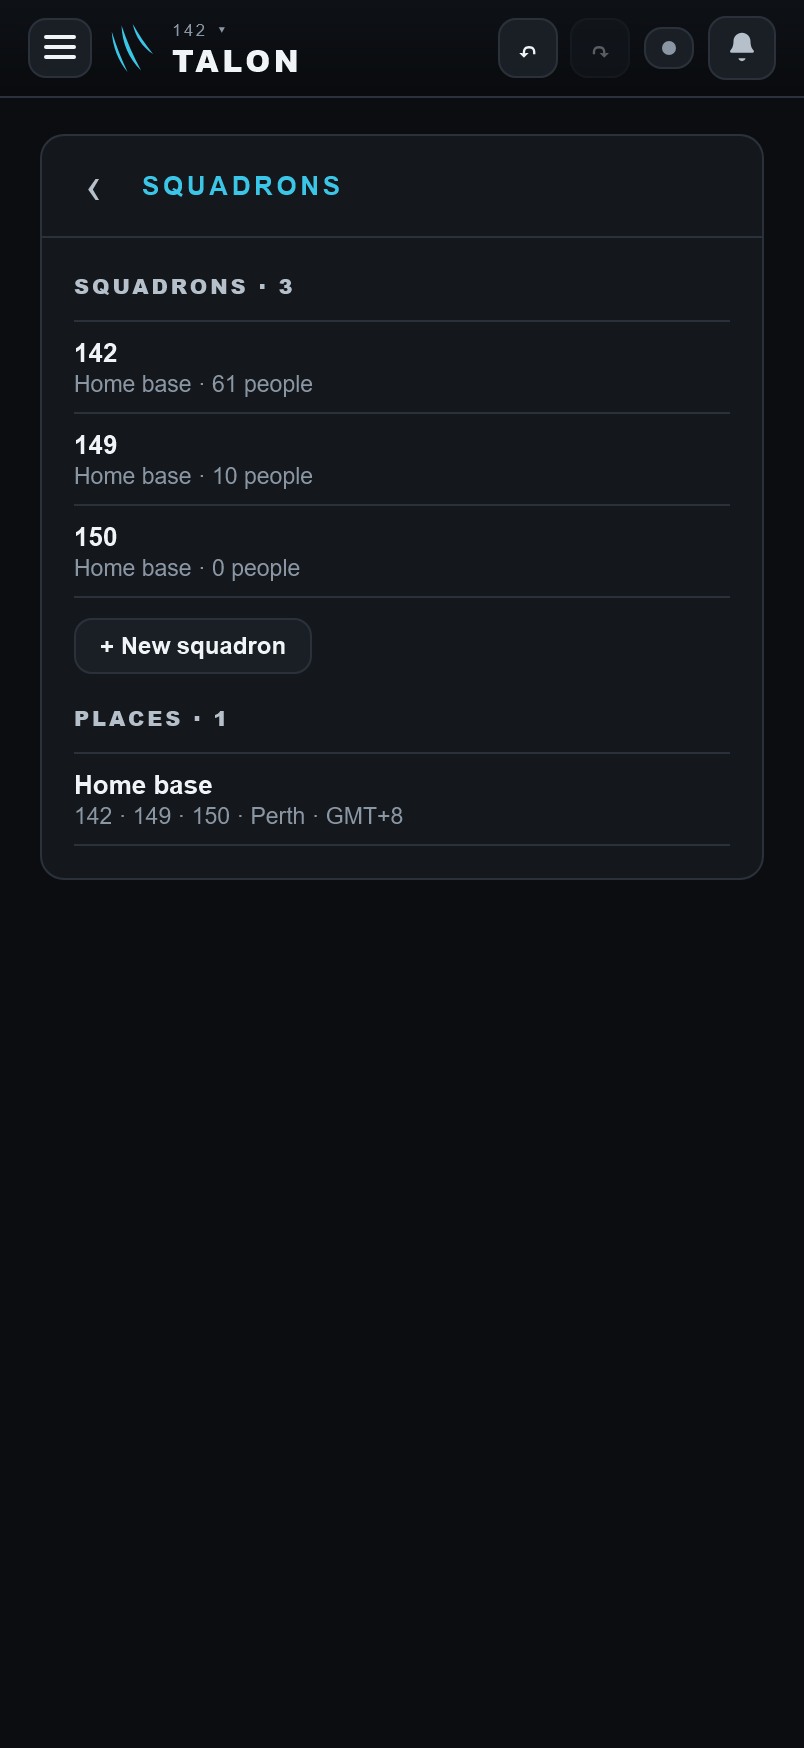 142 ▾
TALON
SQUADRONS
SQUADRONS · 3
142
Home base · 61 people
149
Home base · 10 people
150
Home base · 0 people
+ New squadron
PLACES · 1
Home base
142 · 149 · 150 · Perth · GMT+8